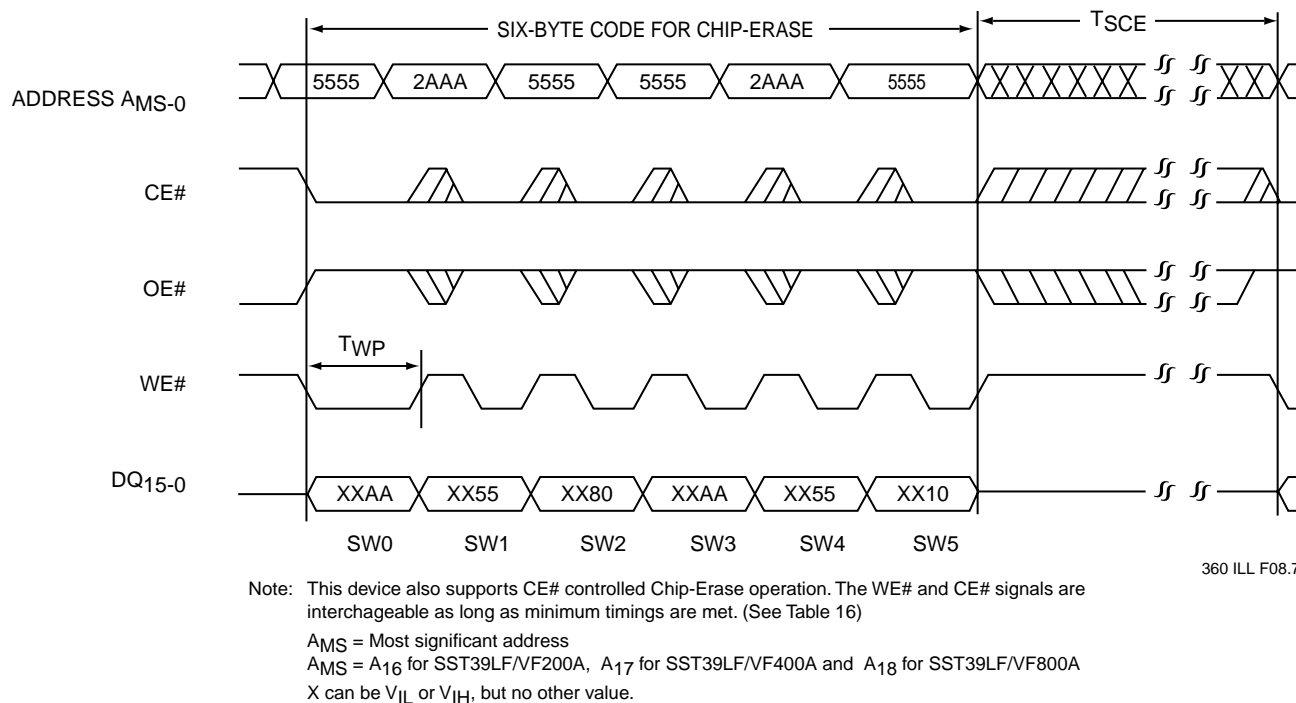 SIX-BYTE CODE FOR CHIP-ERASE
TSCE
ADDRESS AMS-0
5555 2AAA 5555 5555 2AAA 5555
CE#
OE#
TWP
WE#
DQ15-0
XXAA XX55 XX80 XXAA XX55 XX10
SW0 SW1 SW2 SW3 SW4 SW5
360 ILL F08.7
Note: This device also supports CE# controlled Chip-Erase operation. The WE# and CE# signals are
interchageable as long as minimum timings are met. (See Table 16)
AMS = Most significant address
AMS = A16 for SST39LF/VF200A, A17 for SST39LF/VF400A and A18 for SST39LF/VF800A
X can be VIL or VIH, but no other value.